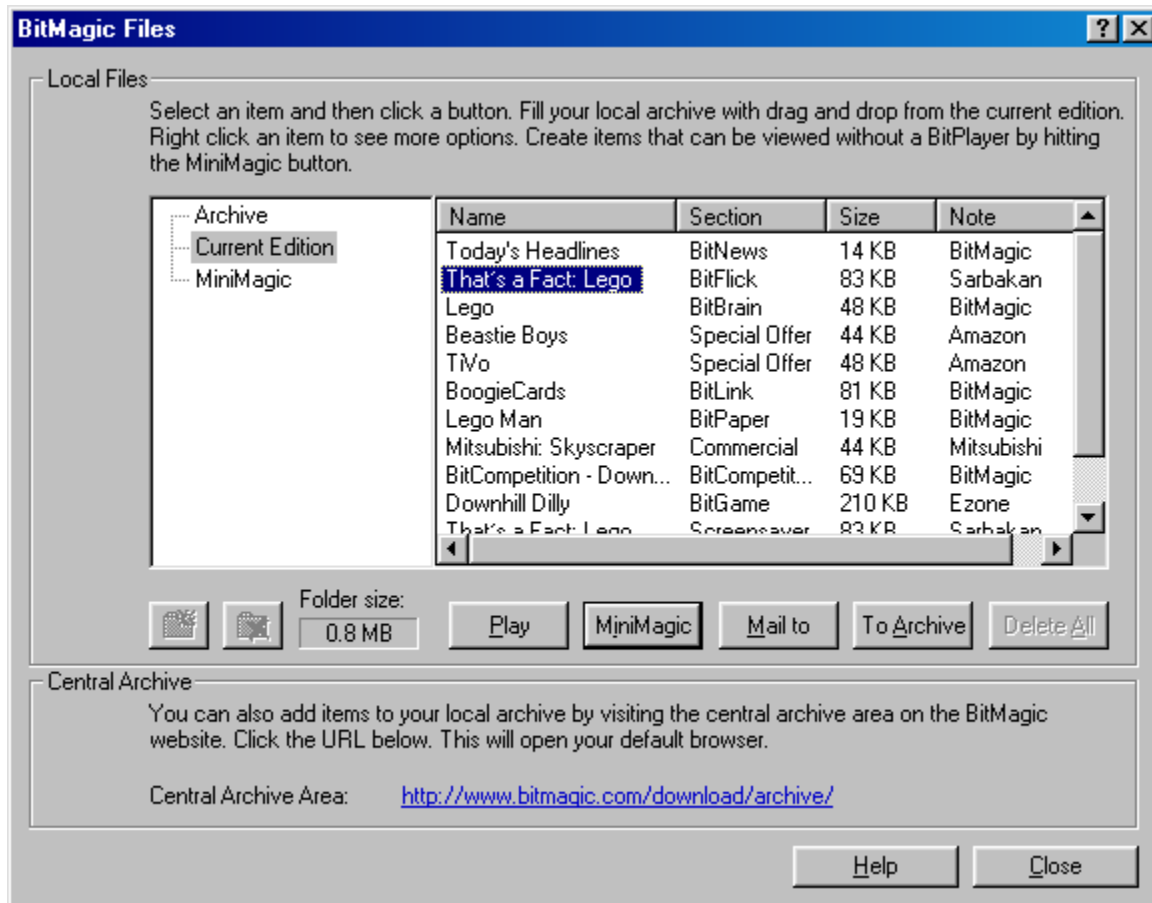 BitMagic Files
Local Files
Select an item and then click a button. Fill your local archive with drag and drop from the current edition.
Right click an item to see more options. Create items that can be viewed without a BitPlayer by hitting
the MiniMagic button.
Archive
Current Edition
MiniMagic
Name Section Size Note
Today's Headlines BitNews 14 KB BitMagic
That´s a Fact: Lego BitFlick 83 KB Sarbakan
Lego BitBrain 48 KB BitMagic
Beastie Boys Special Offer 44 KB Amazon
TiVo Special Offer 48 KB Amazon
BoogieCards BitLink 81 KB BitMagic
Lego Man BitPaper 19 KB BitMagic
Mitsubishi: Skyscraper Commercial 44 KB Mitsubishi
BitCompetition - Down... BitCompetit... 69 KB BitMagic
Downhill Dilly BitGame 210 KB Ezone
That´s a Fact: Lego Screensaver 83 KB Sarbakan
Folder size:
0.8 MB
Play MiniMagic Mail to To Archive Delete All
Central Archive
You can also add items to your local archive by visiting the central archive area on the BitMagic
website. Click the URL below. This will open your default browser.
Central Archive Area: http://www.bitmagic.com/download/archive/
Help Close